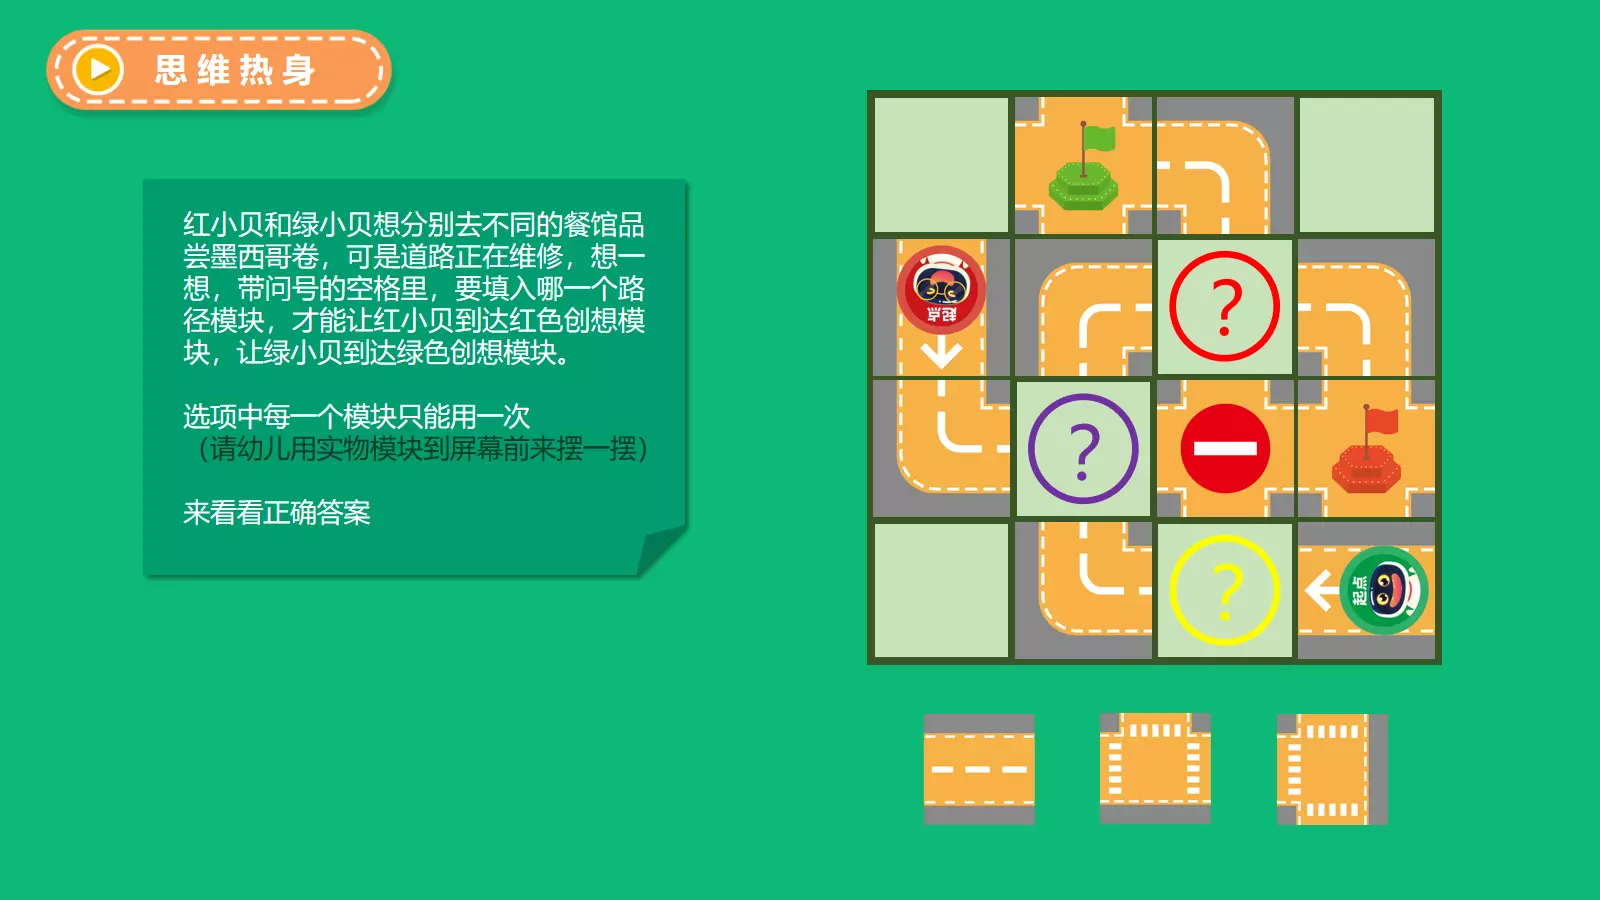 思维热身
红小贝和绿小贝想分别去不同的餐馆品
尝墨西哥卷，可是道路正在维修，想一
想，带问号的空格里，要填入哪一个路
径模块，才能让红小贝到达红色创想模
块，让绿小贝到达绿色创想模块。
选项中每一个模块只能用一次
（请幼儿用实物模块到屏幕前来摆一摆）
来看看正确答案
起点
?
?
?
起点